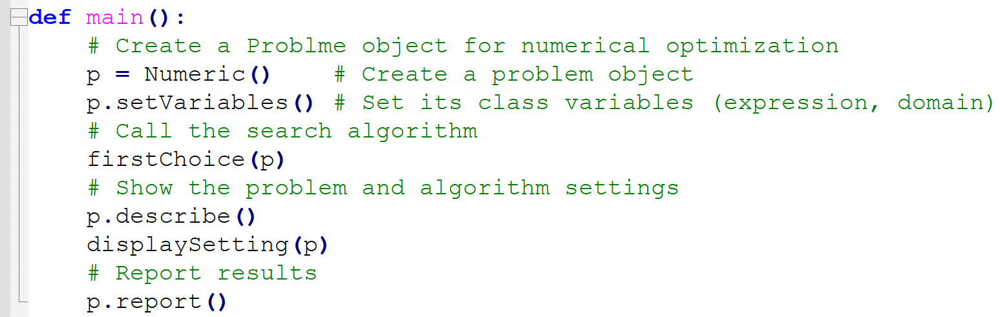 def main():
    # Create a Problme object for numerical optimization
    p = Numeric()    # Create a problem object
    p.setVariables() # Set its class variables (expression, domain)
    # Call the search algorithm
    firstChoice(p)
    # Show the problem and algorithm settings
    p.describe()
    displaySetting(p)
    # Report results
    p.report()